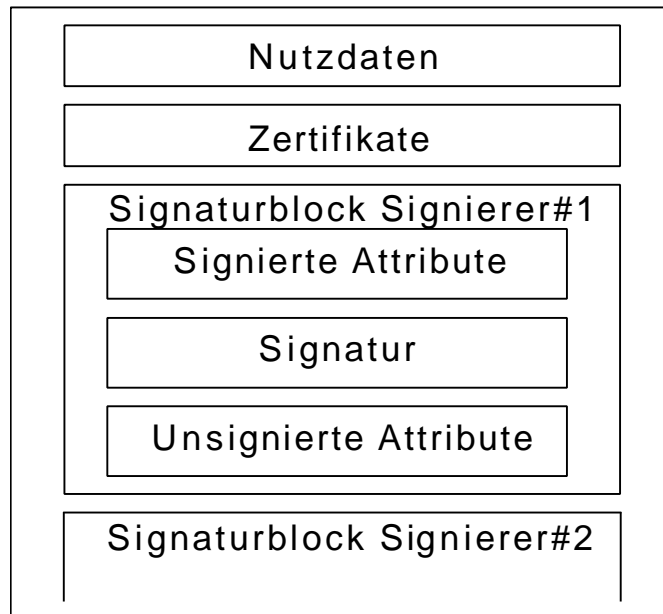 Nutzdaten
Zertifikate
Signaturblock Signierer#1
Signierte Attribute
Signatur
Unsignierte Attribute
Signaturblock Signierer#2